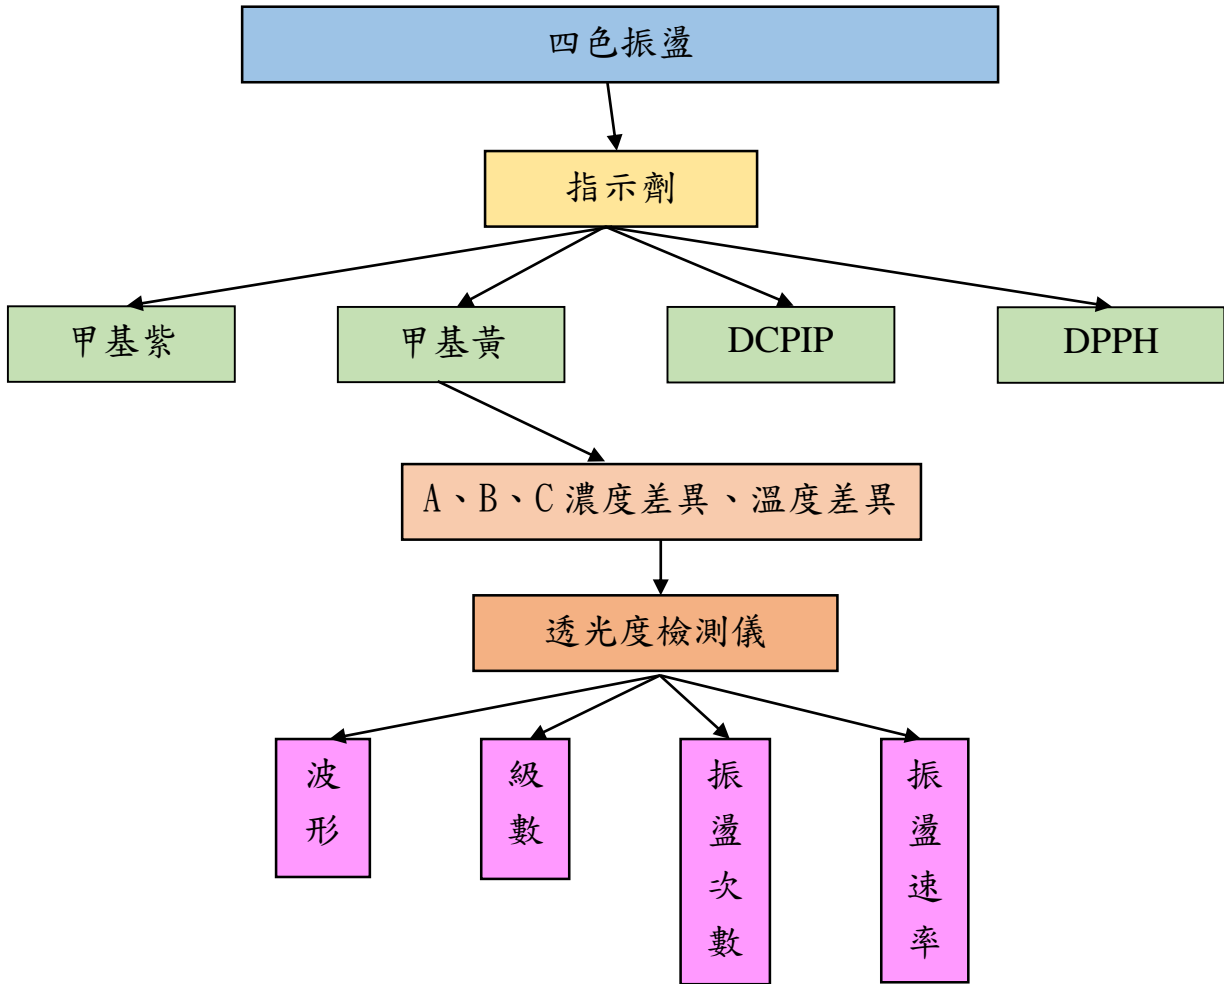 四色振盪
指示劑
甲基紫
甲基黃
DCPIP
DPPH
A、B、C 濃度差異、溫度差異
透光度檢測儀
波形
級數
振盪次數
振盪速率